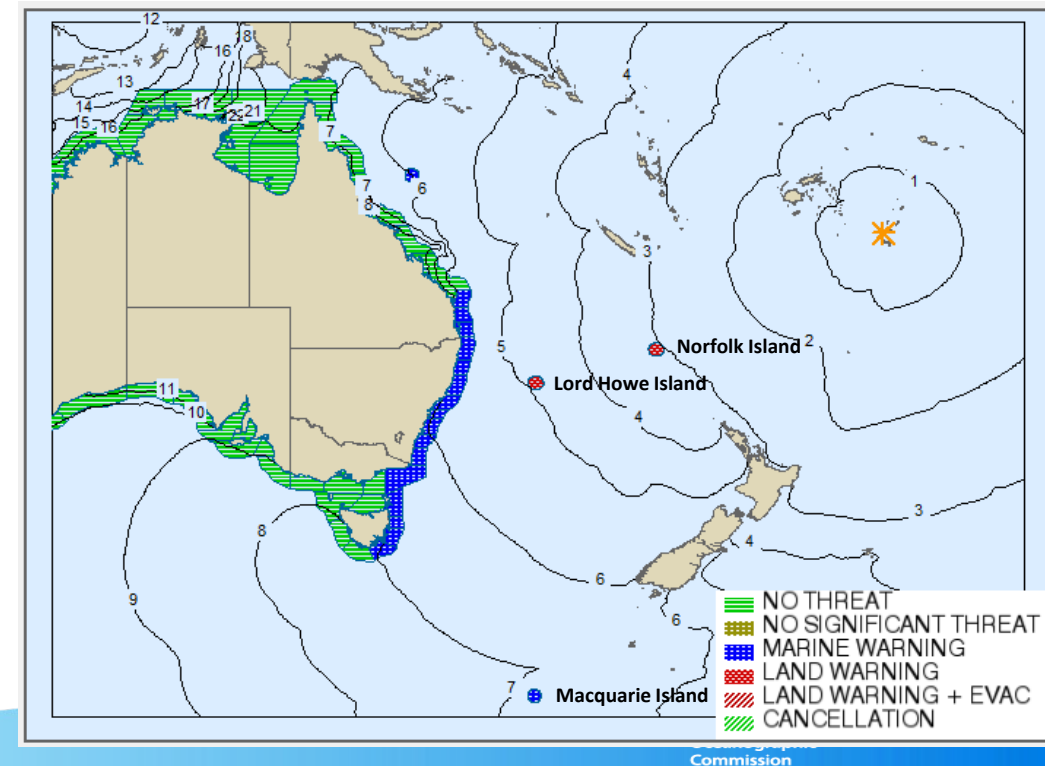 12
8
16
13
14
15
16
17
22
21
7
7
8
6
4
1
3
2
Norfolk Island
5
Lord Howe Island
4
11
10
3
8
4
6
6
9
7
Macquarie Island
NO THREAT
NO SIGNIFICANT THREAT
MARINE WARNING
LAND WARNING
LAND WARNING + EVAC
CANCELLATION
Commission